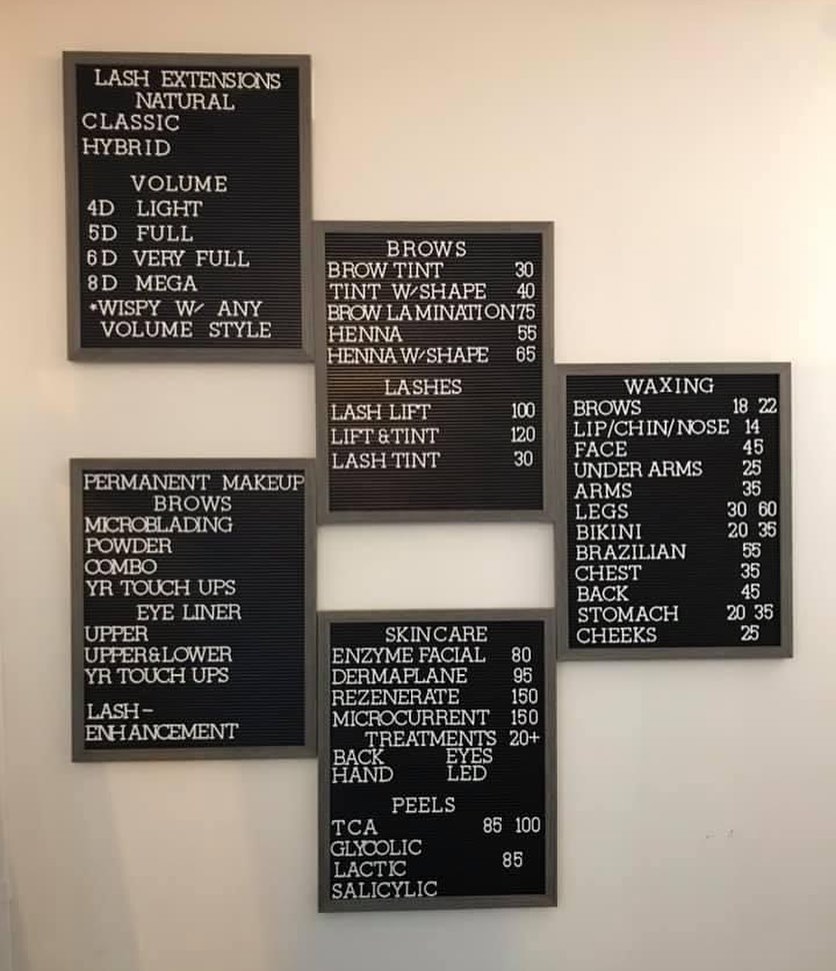 LASH EXTENSIONS
NATURAL
CLASSIC
HYBRID
VOLUME
4D LIGHT
5D FULL
6D VERY FULL
8D MEGA
*WISPY W/ ANY
VOLUME STYLE
BROWS
BROW TINT 30
TINT W/SHAPE 40
BROW LAMINATION 75
HENNA 55
HENNA W/SHAPE 65
LASHES
LASH LIFT 100
LIFT &TINT 120
LASH TINT 30
WAXING
BROWS 18 22
LIP/CHIN/NOSE 14
FACE 45
UNDER ARMS 25
ARMS 35
LEGS 30 60
BIKINI 20 35
BRAZILIAN 55
CHEST 35
BACK 45
STOMACH 20 35
CHEEKS 25
PERMANENT MAKEUP
BROWS
MICROBLADING
POWDER
COMBO
YR TOUCH UPS
EYE LINER
UPPER
UPPER&LOWER
YR TOUCH UPS
LASH-
ENHANCEMENT
SKINCARE
ENZYME FACIAL 80
DERMAPLANE 95
REZENERATE 150
MICROCURRENT 150
TREATMENTS 20+
BACK EYES
HAND LED
PEELS
TCA 85 100
GLYCOLIC
LACTIC 85
SALICYLIC